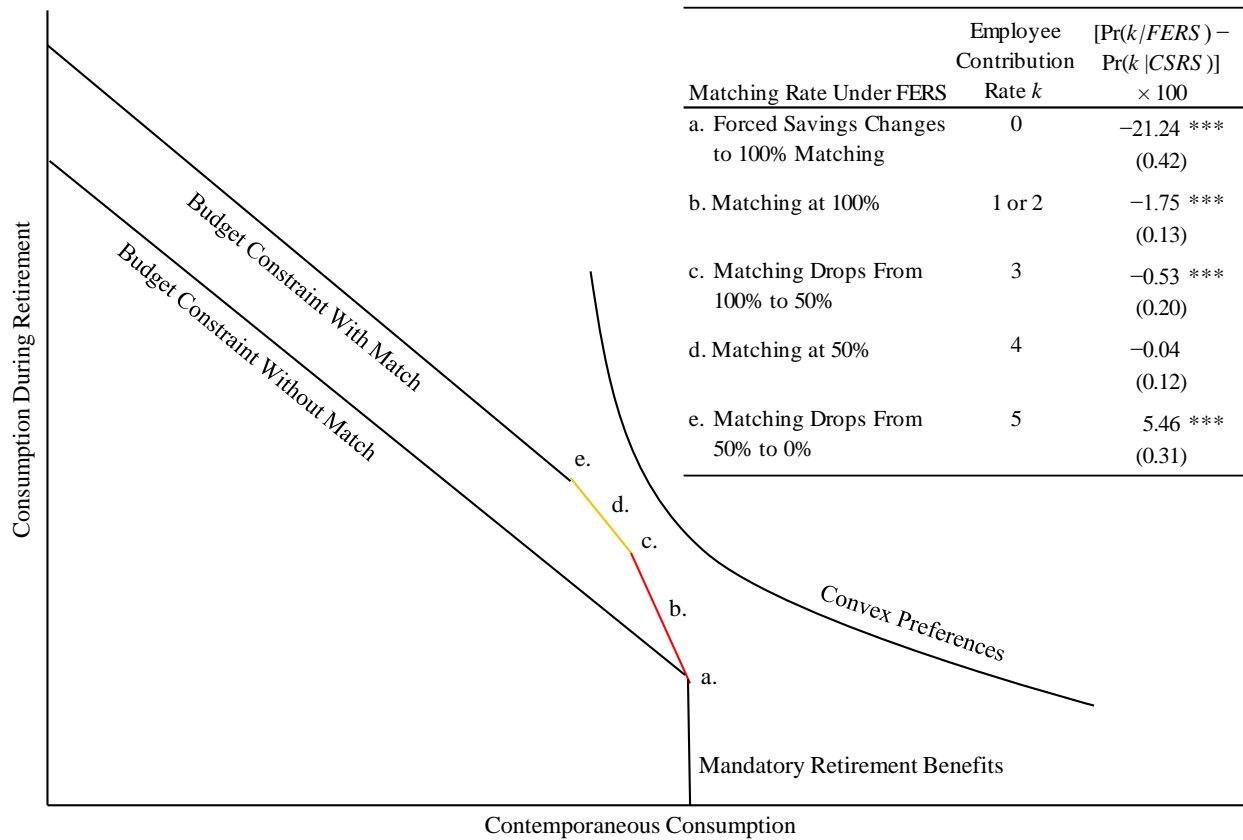 Employee
Contribution
Rate k
[Pr(k/FERS) −
Pr(k|CSRS)]
× 100
Matching Rate Under FERS
a. Forced Savings Changes
to 100% Matching
0
−21.24 ***
(0.42)
b. Matching at 100%
1 or 2
−1.75 ***
(0.13)
c. Matching Drops From
100% to 50%
3
−0.53 ***
(0.20)
d. Matching at 50%
4
−0.04
(0.12)
e. Matching Drops From
50% to 0%
5
5.46 ***
(0.31)
Consumption During Retirement
Budget Constraint With Match
Budget Constraint Without Match
e.
d.
c.
b.
a.
Convex Preferences
Mandatory Retirement Benefits
Contemporaneous Consumption